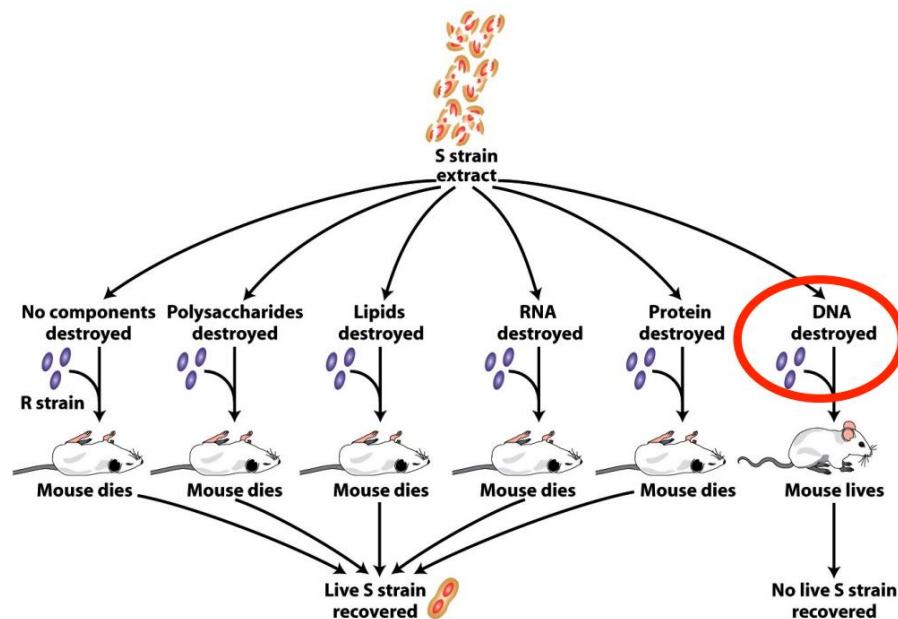 S strain
extract
No components
destroyed
Polysaccharides
destroyed
Lipids
destroyed
RNA
destroyed
Protein
destroyed
DNA
destroyed
R strain
Mouse dies
Mouse dies
Mouse dies
Mouse dies
Mouse dies
Mouse lives
Live S strain
recovered
No live S strain
recovered